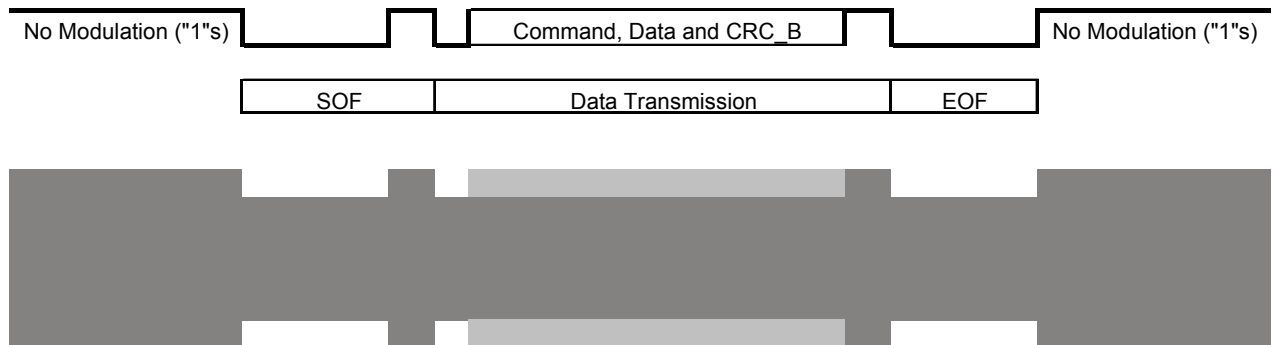 No Modulation ("1"s) Command, Data and CRC_B No Modulation ("1"s)
SOF Data Transmission EOF